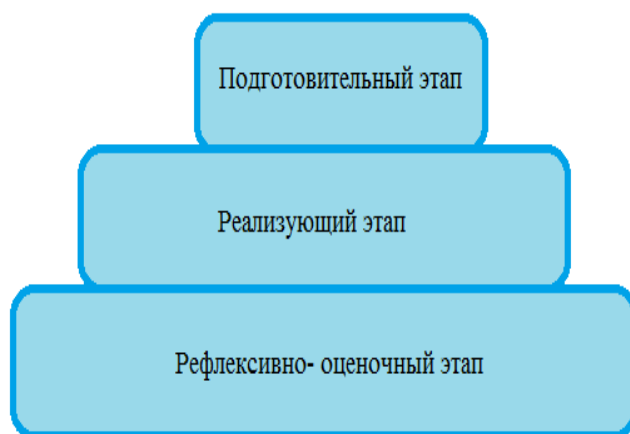 Подготовительный этап
Реализующий этап
Рефлексивно- оценочный этап